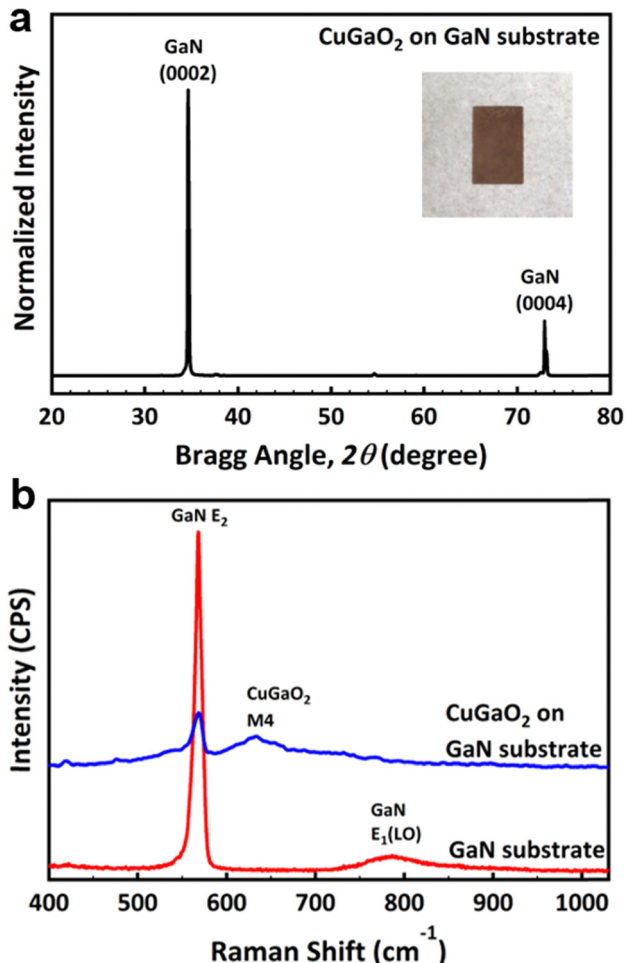 a
CuGaO₂ on GaN substrate
GaN
(0002)
GaN
(0004)
Normalized Intensity
20 30 40 50 60 70 80
Bragg Angle, 2θ (degree)
b
GaN E₂
CuGaO₂
M4
CuGaO₂ on
GaN substrate
GaN
E₁(LO)
GaN substrate
Intensity (CPS)
400 500 600 700 800 900 1000
Raman Shift (cm⁻¹)